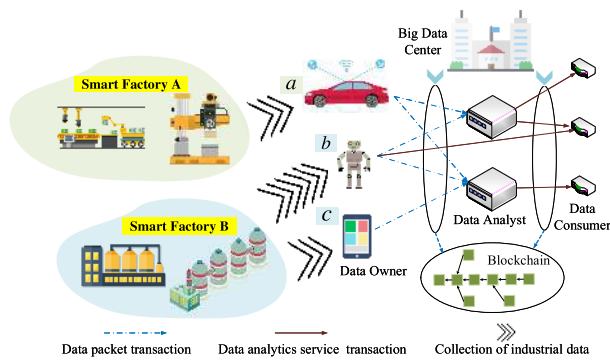 Big Data
Center
Smart Factory A
a
b
Smart Factory B
c
Data Owner
Data Analyst
Data
Consumer
Blockchain
Data packet transaction
Data analytics service transaction
Collection of industrial data